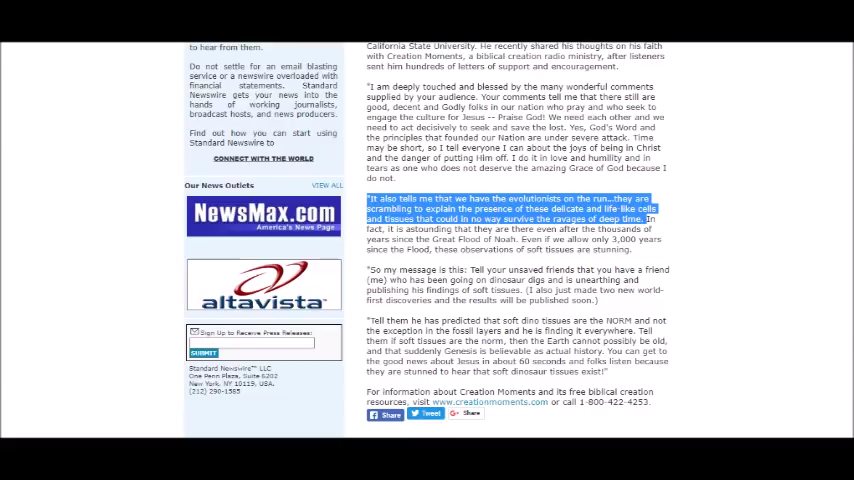 to hear from them.
Do not settle for an email blasting
service or a newswire overloaded with
financial statements. Standard
Newswire gets your news into the
hands of working journalists,
broadcast hosts, and news producers.
Find out how you can start using
Standard Newswire to
CONNECT WITH THE WORLD
Our News Outlets VIEW ALL
NewsMax.com
America's News Page
altavista
Sign Up to Receive Press Releases:
SUBMIT
Standard Newswire™ LLC
One Penn Plaza, Suite 6202
New York, NY 10119, USA.
(212) 290-1585
California State University. He recently shared his thoughts on his faith
with Creation Moments, a biblical creation radio ministry, after listeners
sent him hundreds of letters of support and encouragement.
"I am deeply touched and blessed by the many wonderful comments
supplied by your audience. Your comments tell me that there still are
good, decent and Godly folks in our nation who pray and who seek to
engage the culture for Jesus -- Praise God! We need each other and we
need to act decisively to seek and save the lost. Yes, God's Word and
the principles that founded our Nation are under severe attack. Time
may be short, so I tell everyone I can about the joys of being in Christ
and the danger of putting Him off. I do it in love and humility and in
tears as one who does not deserve the amazing Grace of God because I
do not.
"It also tells me that we have the evolutionists on the run...they are
scrambling to explain the presence of these delicate and life-like cells
and tissues that could in no way survive the ravages of deep time. In
fact, it is astounding that they are there even after the thousands of
years since the Great Flood of Noah. Even if we allow only 3,000 years
since the Flood, these observations of soft tissues are stunning.
"So my message is this: Tell your unsaved friends that you have a friend
(me) who has been going on dinosaur digs and is unearthing and
publishing his findings of soft tissues. (I also just made two new world-
first discoveries and the results will be published soon.)
"Tell them he has predicted that soft dino tissues are the NORM and not
the exception in the fossil layers and he is finding it everywhere. Tell
them if soft tissues are the norm, then the Earth cannot possibly be old,
and that suddenly Genesis is believable as actual history. You can get to
the good news about Jesus in about 60 seconds and folks listen because
they are stunned to hear that soft dinosaur tissues exist!"
For information about Creation Moments and its free biblical creation
resources, visit www.creationmoments.com or call 1-800-422-4253.
Share Tweet G+ Share